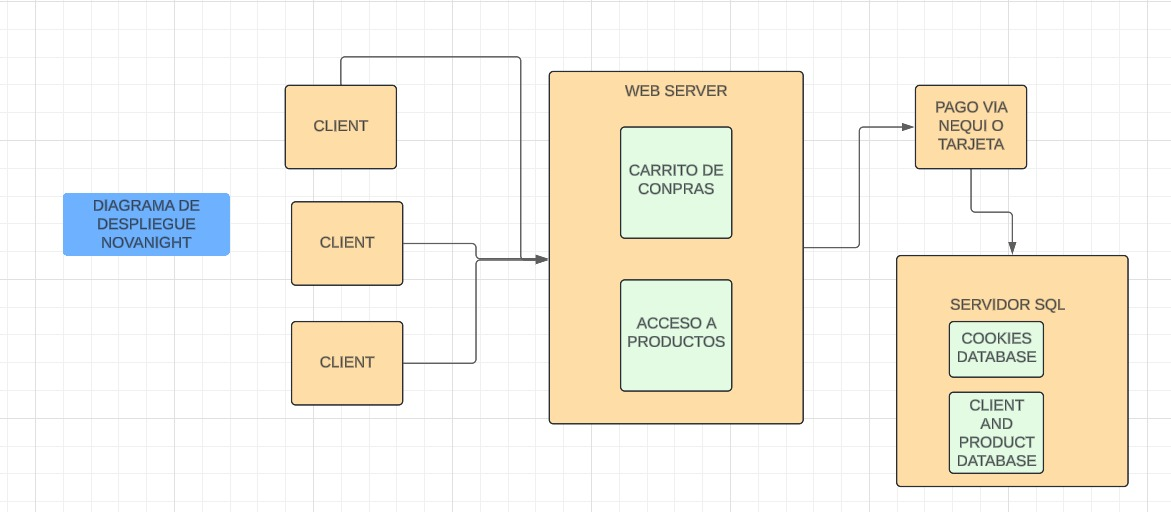 DIAGRAMA DE
DESPLIEGUE
NOVANIGHT
CLIENT
CLIENT
CLIENT
WEB SERVER
CARRITO DE
CONPRAS
ACCESO A
PRODUCTOS
PAGO VIA
NEQUI O
TARJETA
SERVIDOR SQL
COOKIES
DATABASE
CLIENT
AND
PRODUCT
DATABASE